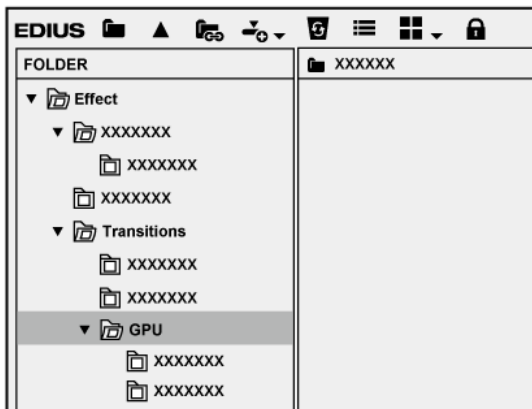 EDIUS
FOLDER
XXXXXX
Effect
XXXXXXX
XXXXXXX
XXXXXXX
Transitions
XXXXXXX
XXXXXXX
GPU
XXXXXXX
XXXXXXX